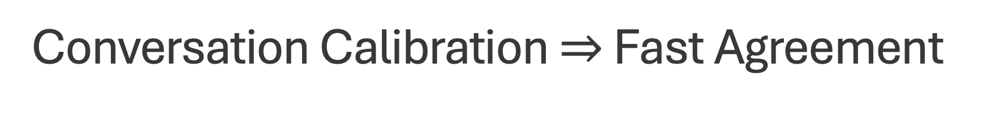 Conversation Calibration ⇒ Fast Agreement